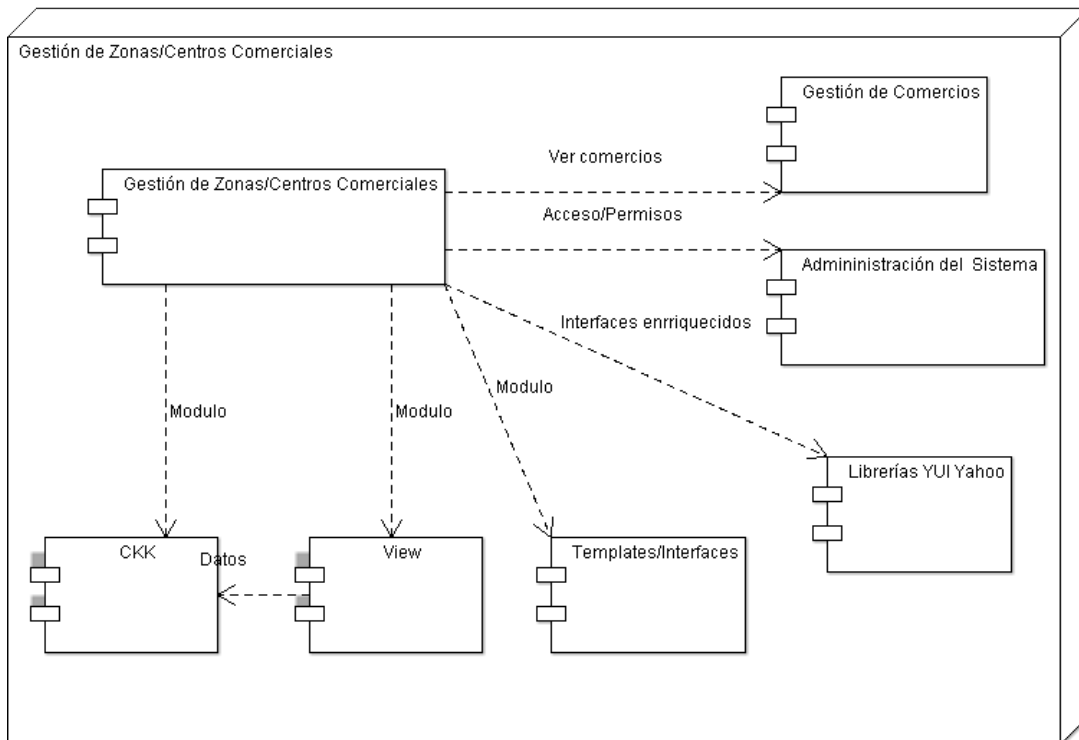 Gestión de Zonas/Centros Comerciales
Gestión de Comercios
Ver comercios
Gestión de Zonas/Centros Comerciales
Acceso/Permisos
Admininistración del Sistema
Interfaces enrriquecidos
Modulo
Modulo
Modulo
Librerías YUI Yahoo
CKK
Datos
View
Templates/Interfaces